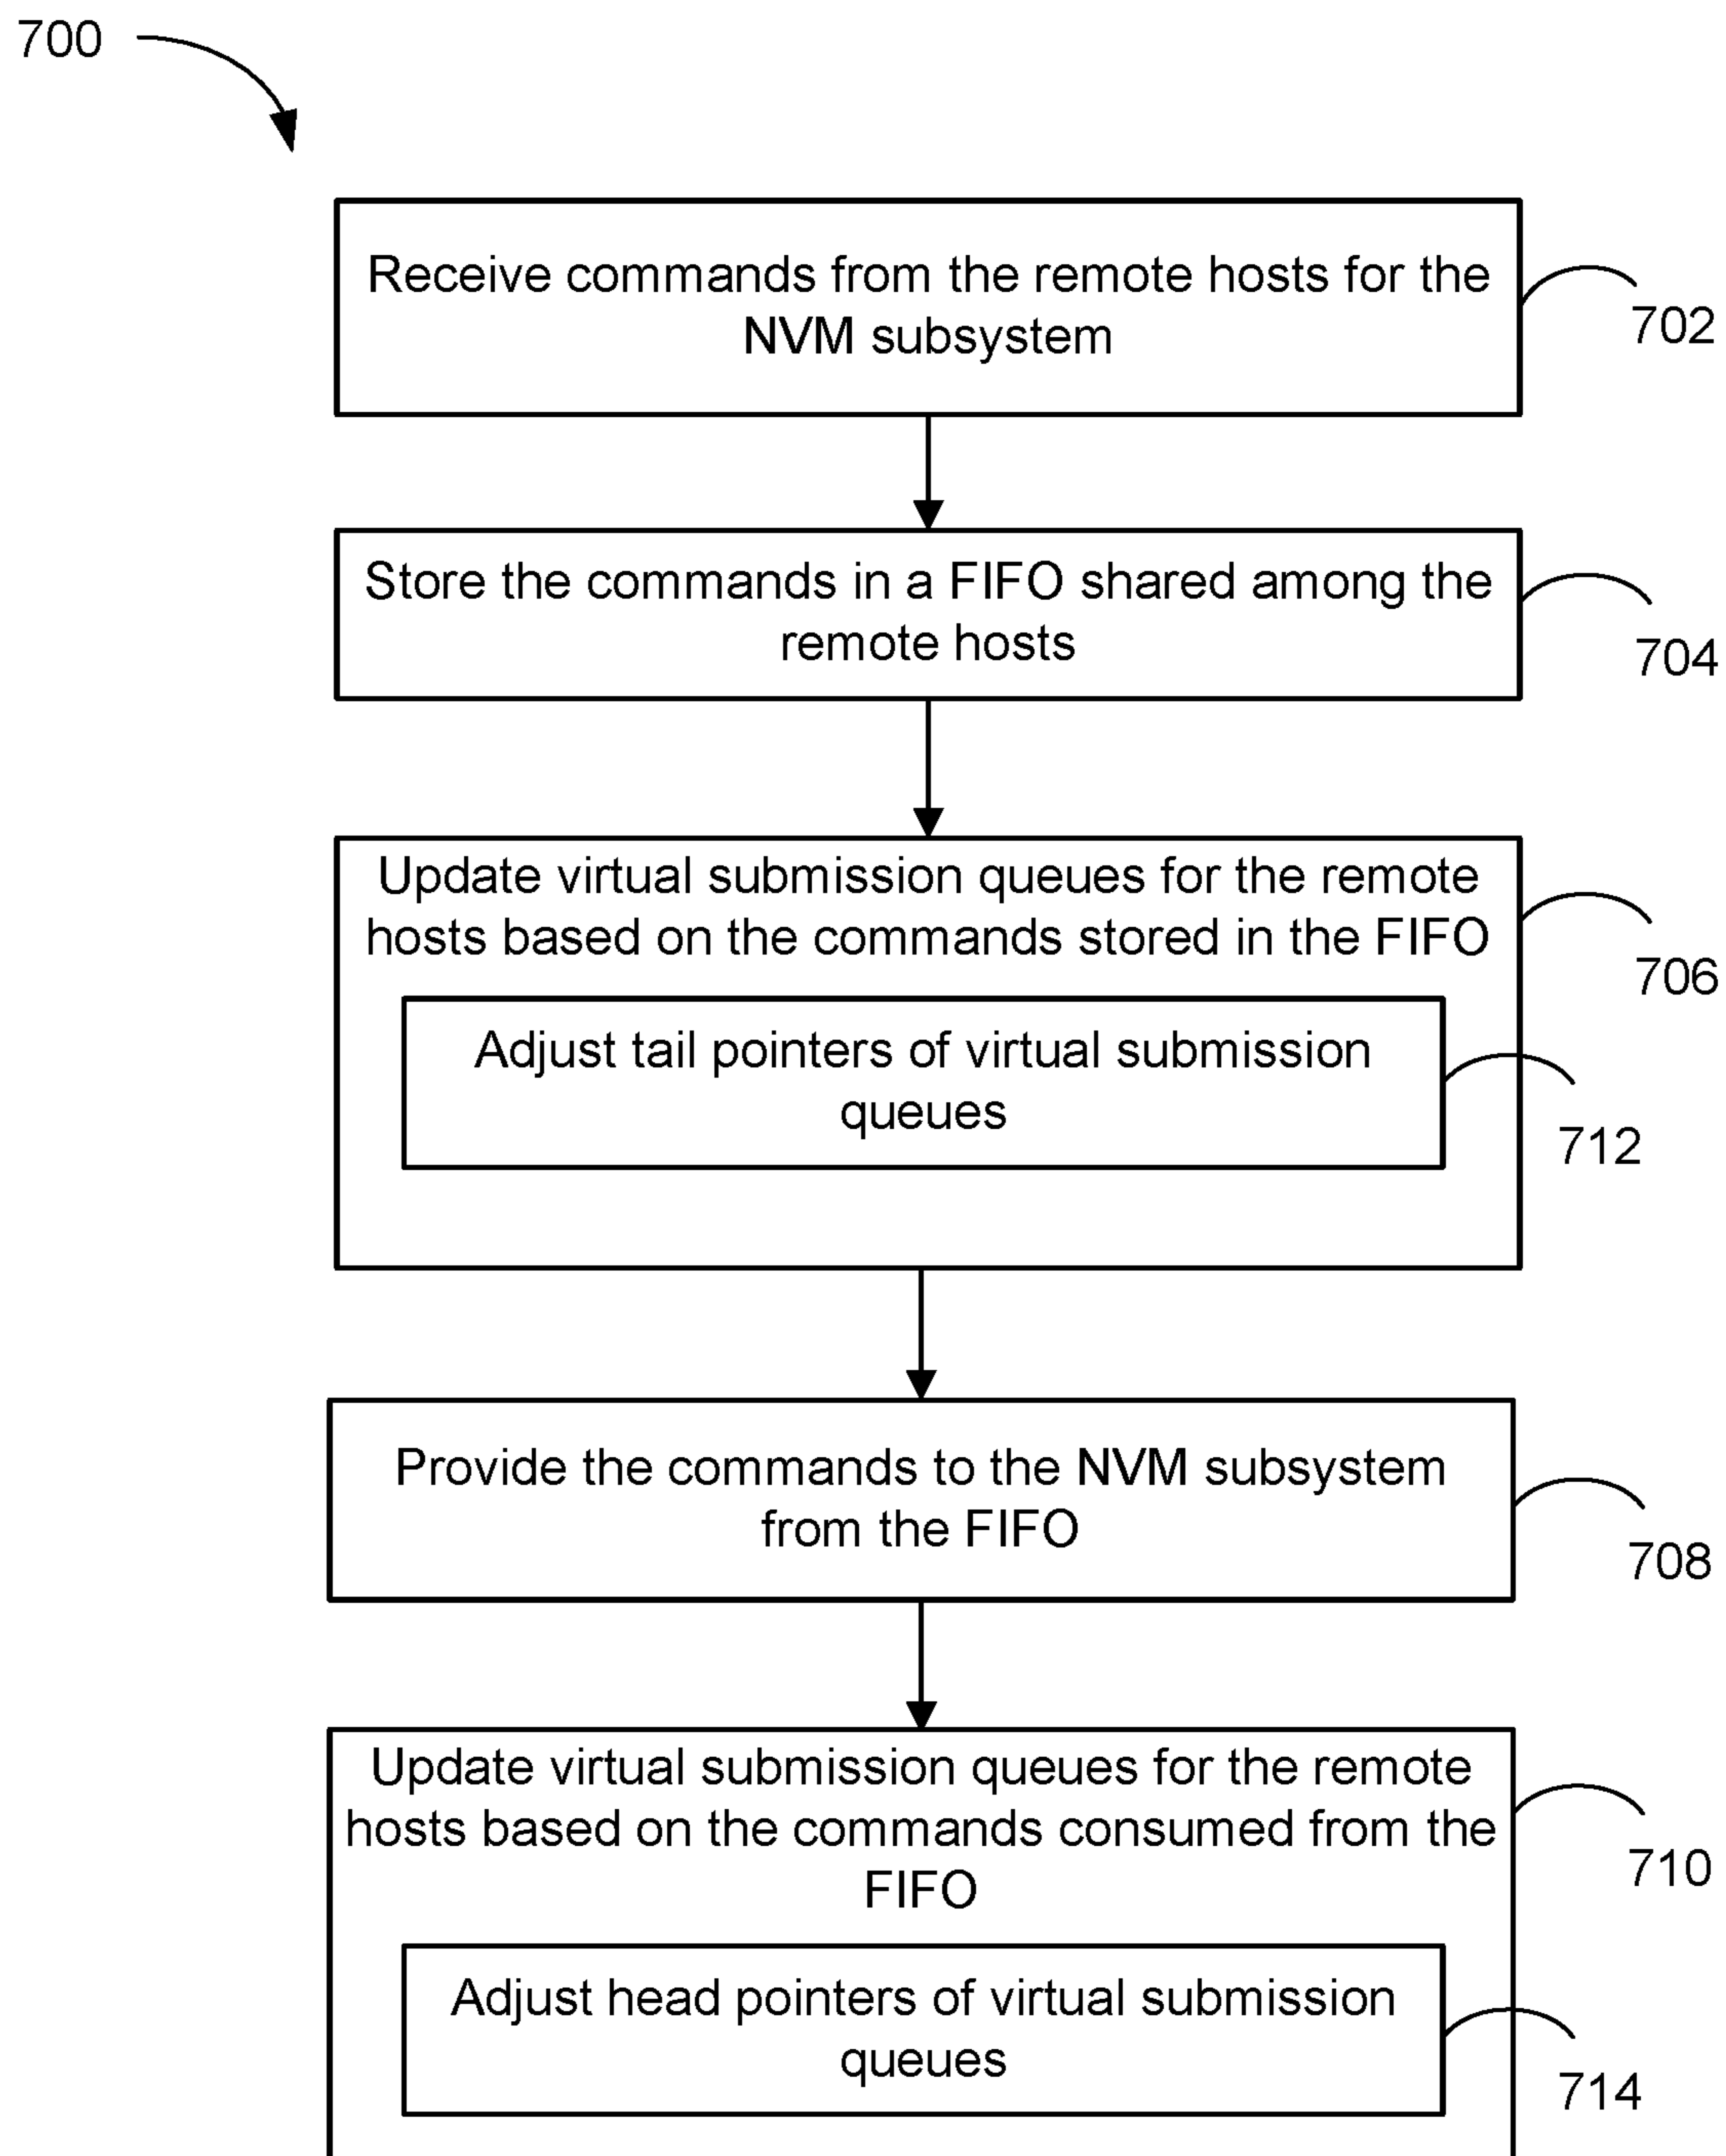 700
Receive commands from the remote hosts for the
NVM subsystem
702
Store the commands in a FIFO shared among the
remote hosts
704
Update virtual submission queues for the remote
hosts based on the commands stored in the FIFO
706
Adjust tail pointers of virtual submission
queues
712
Provide the commands to the NVM subsystem
from the FIFO
708
Update virtual submission queues for the remote
hosts based on the commands consumed from the
FIFO
710
Adjust head pointers of virtual submission
queues
714